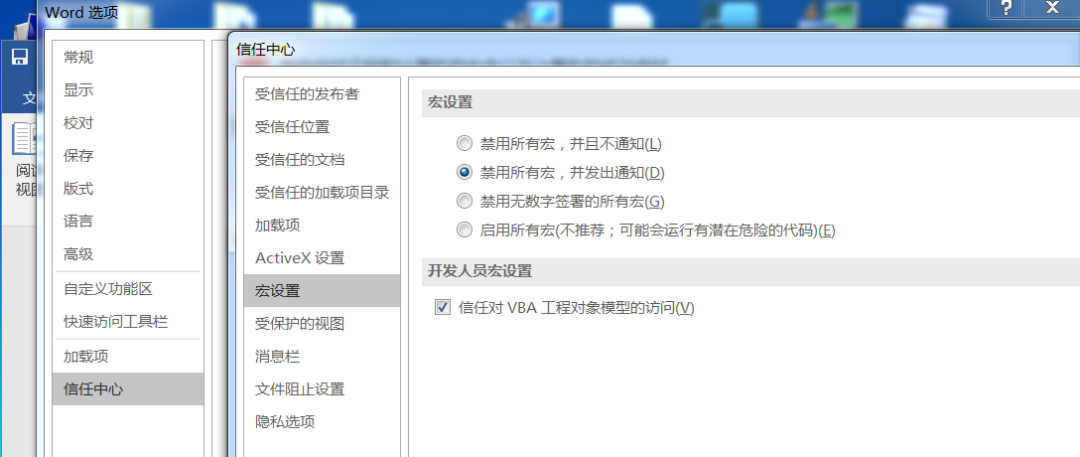 Word 选项
?
X
文
阅
视图
常规
显示
校对
保存
版式
语言
高级
自定义功能区
快速访问工具栏
加载项
信任中心
信任中心
受信任的发布者
受信任位置
受信任的文档
受信任的加载项目录
加载项
ActiveX 设置
宏设置
受保护的视图
消息栏
文件阻止设置
隐私选项
宏设置
禁用所有宏，并且不通知(L)
禁用所有宏，并发出通知(D)
禁用无数字签署的所有宏(G)
启用所有宏(不推荐；可能会运行有潜在危险的代码)(E)
开发人员宏设置
信任对 VBA 工程对象模型的访问(V)